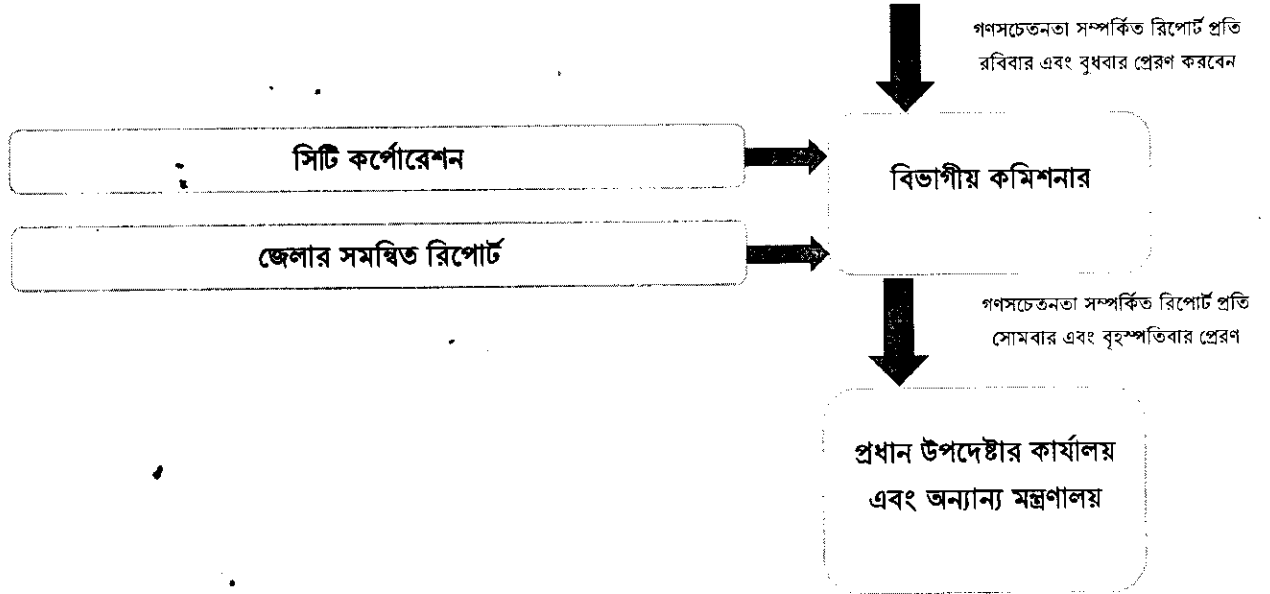 গণসচেতনতা সম্পর্কিত রিপোর্ট প্রতি
রবিবার এবং বুধবার প্রেরণ করবেন
সিটি কর্পোরেশন
বিভাগীয় কমিশনার
জেলার সমন্বিত রিপোর্ট
গণসচেতনতা সম্পর্কিত রিপোর্ট প্রতি
সোমবার এবং বৃহস্পতিবার প্রেরণ
প্রধান উপদেষ্টার কার্যালয়
এবং অন্যান্য মন্ত্রণালয়